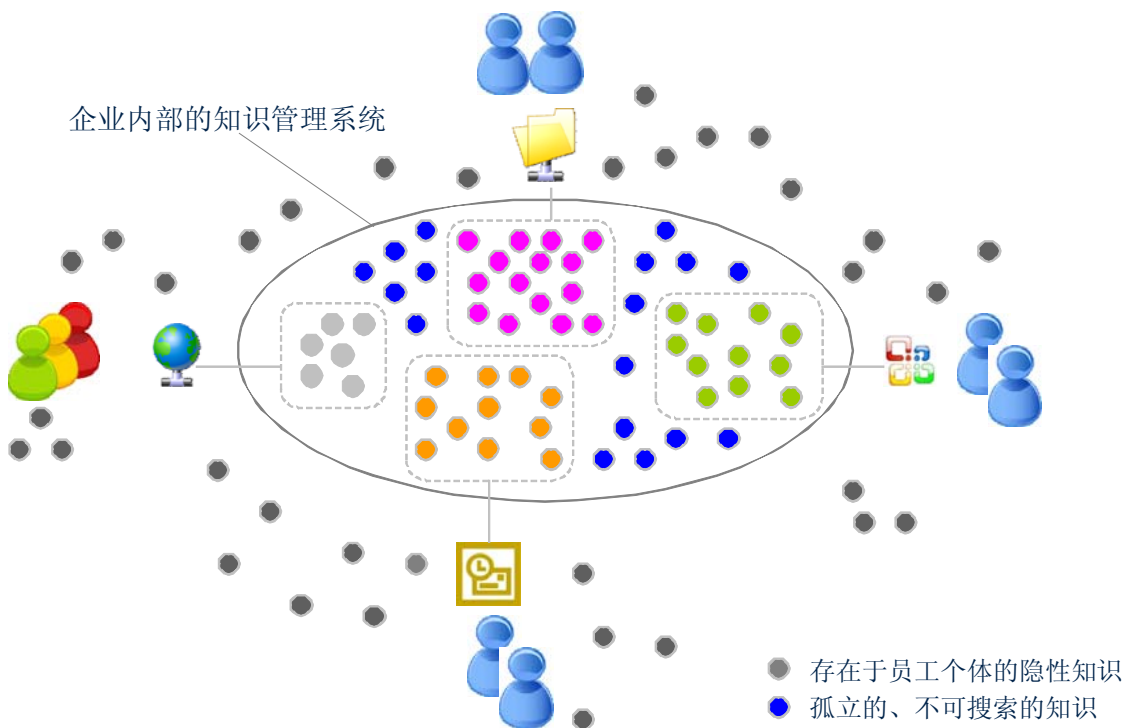 企业内部的知识管理系统
存在于员工个体的隐性知识
孤立的、不可搜索的知识